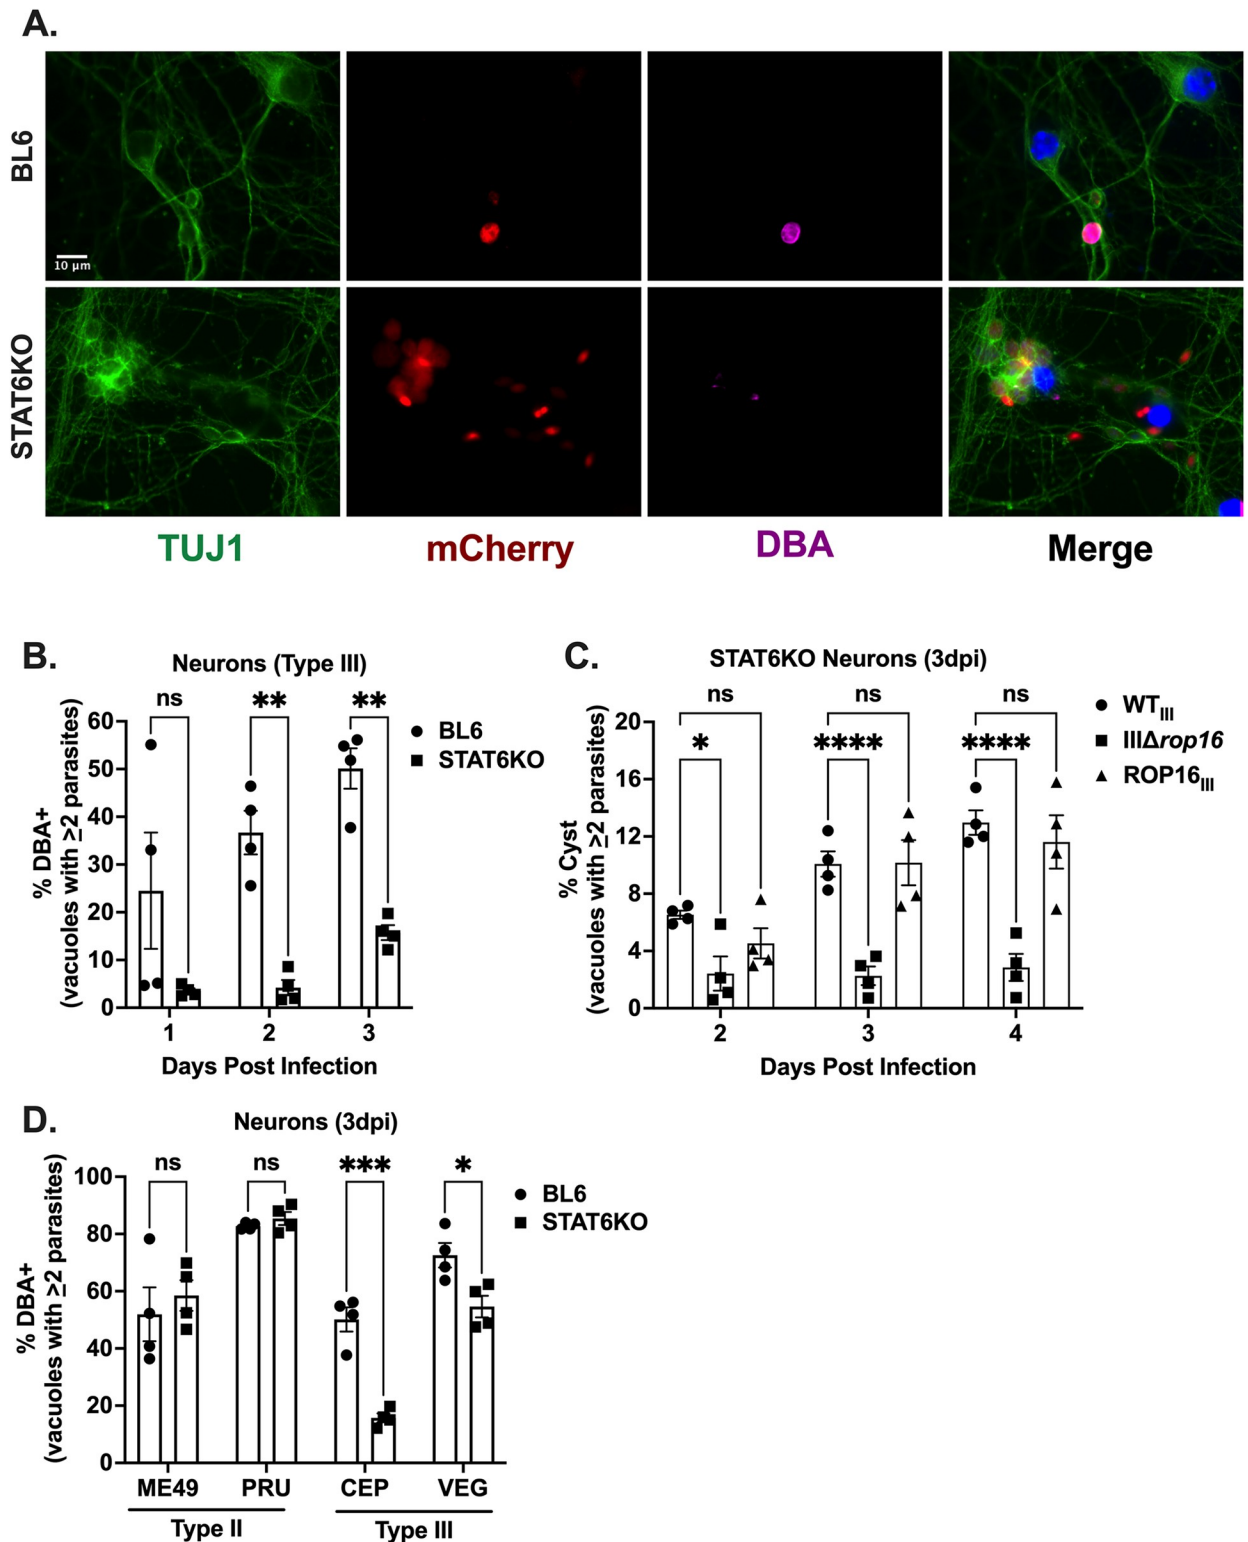 A.
BL6
10 µm
STAT6KO
TUJ1 mCherry DBA Merge
B.
Neurons (Type III)
ns ** **
% DBA+
(vacuoles with ≥2 parasites)
60
50
40
30
20
10
0
1 2 3
Days Post Infection
BL6
STAT6KO
C.
STAT6KO Neurons (3dpi)
ns ns ns
* **** ****
% Cyst
(vacuoles with ≥2 parasites)
20
16
12
8
4
0
2 3 4
Days Post Infection
WTIII
IIIΔrop16
ROP16III
D.
Neurons (3dpi)
ns ns *** *
% DBA+
(vacuoles with ≥2 parasites)
100
80
60
40
20
0
ME49 PRU CEP VEG
Type II Type III
BL6
STAT6KO